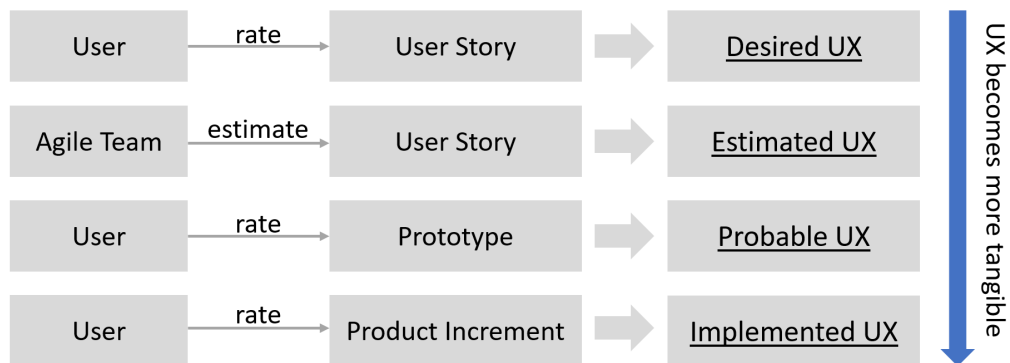 User
rate
User Story
Desired UX
Agile Team
estimate
User Story
Estimated UX
User
rate
Prototype
Probable UX
User
rate
Product Increment
Implemented UX
UX becomes more tangible